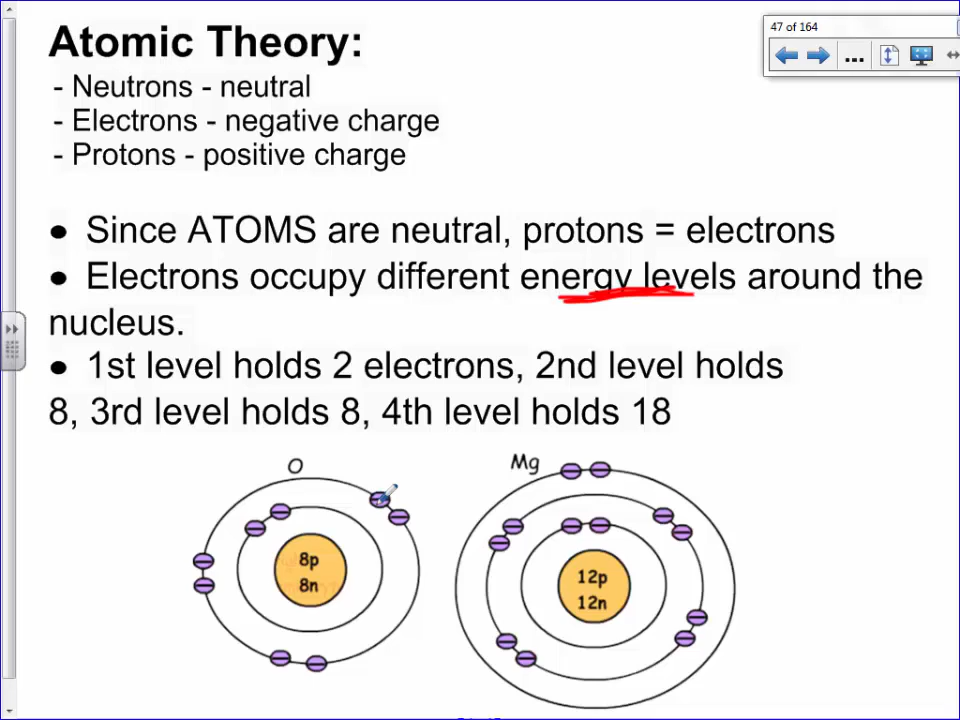 47 of 164
Atomic Theory:
- Neutrons - neutral
- Electrons - negative charge
- Protons - positive charge
● Since ATOMS are neutral, protons = electrons
● Electrons occupy different energy levels around the
nucleus.
● 1st level holds 2 electrons, 2nd level holds
8, 3rd level holds 8, 4th level holds 18
O
8p
8n
Mg
12p
12n